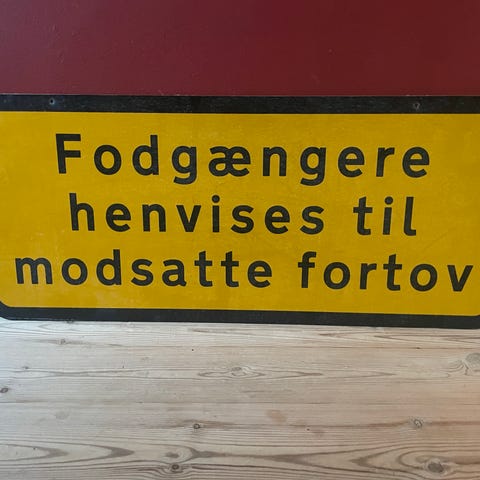 Fodgængere
henvises til
modsatte fortov